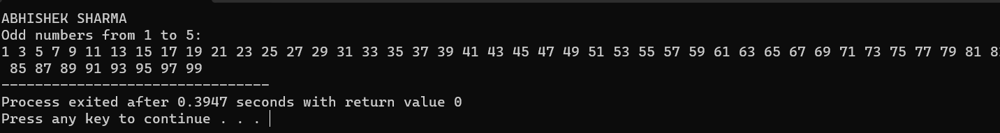 ABHISHEK SHARMA
Odd numbers from 1 to 5:
1 3 5 7 9 11 13 15 17 19 21 23 25 27 29 31 33 35 37 39 41 43 45 47 49 51 53 55 57 59 61 63 65 67 69 71 73 75 77 79 81
85 87 89 91 93 95 97 99
--------------------------------
Process exited after 0.3947 seconds with return value 0
Press any key to continue . . .